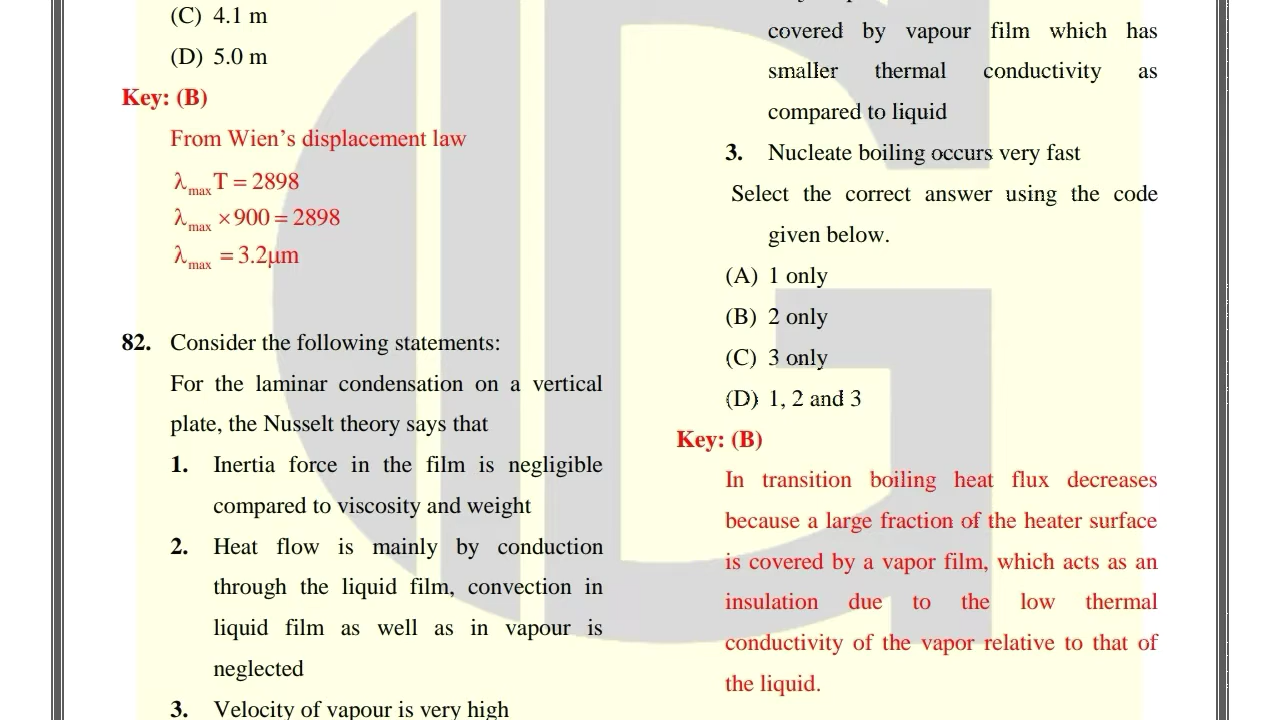 (C) 4.1 m
(D) 5.0 m
Key: (B)
From Wien’s displacement law
λmax T = 2898
λmax ×900 = 2898
λmax = 3.2μm
82. Consider the following statements:
For the laminar condensation on a vertical
plate, the Nusselt theory says that
1. Inertia force in the film is negligible
compared to viscosity and weight
2. Heat flow is mainly by conduction
through the liquid film, convection in
liquid film as well as in vapour is
neglected
3. Velocity of vapour is very high
covered by vapour film which has
smaller thermal conductivity as
compared to liquid
3. Nucleate boiling occurs very fast
Select the correct answer using the code
given below.
(A) 1 only
(B) 2 only
(C) 3 only
(D) 1, 2 and 3
Key: (B)
In transition boiling heat flux decreases
because a large fraction of the heater surface
is covered by a vapor film, which acts as an
insulation due to the low thermal
conductivity of the vapor relative to that of
the liquid.